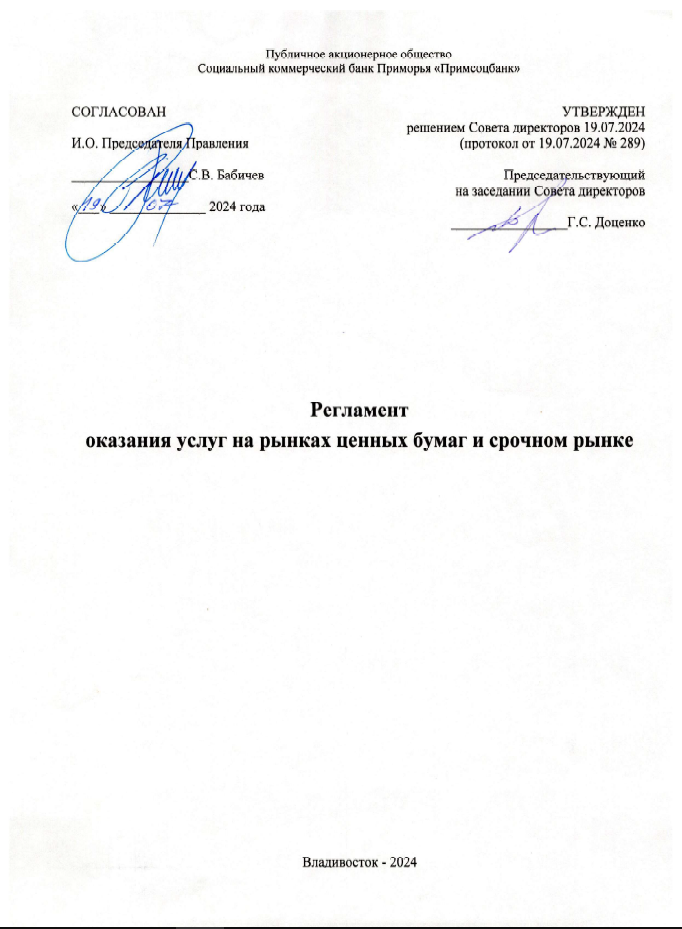 Публичное акционерное общество
Социальный коммерческий банк Приморья «Примсоцбанк»
СОГЛАСОВАН
И.О. Председателя Правления
С.В. Бабичев
«19» 07 2024 года
УТВЕРЖДЕН
решением Совета директоров 19.07.2024
(протокол от 19.07.2024 № 289)
Председательствующий
на заседании Совета директоров
Г.С. Доценко
Регламент
оказания услуг на рынках ценных бумаг и срочном рынке
Владивосток - 2024